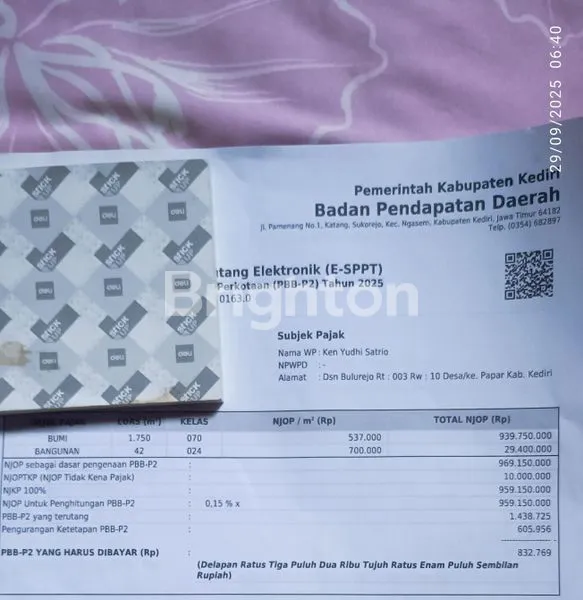 29/09/2025 06:40
Pemerintah Kabupaten Kediri
Badan Pendapatan Daerah
Jl. Pamenang No.1, Katang, Sukorejo, Kec. Ngasem, Kabupaten Kediri, Jawa Timur 64182
Telp. (0354) 682897
STICK UP
deli
tang Elektronik (E-SPPT)
Perkotaan (PBB-P2) Tahun 2025
0163.0
Brighton
Subjek Pajak
Nama WP : Ken Yudhi Satrio
NPWPD : -
Alamat : Dsn Bulurejo Rt : 003 Rw : 10 Desa/ke. Papar Kab. Kediri
LUAS (m²) KELAS NJOP / m² (Rp) TOTAL NJOP (Rp)
BUMI 1.750 070 537.000 939.750.000
BANGUNAN 42 024 700.000 29.400.000
NJOP sebagai dasar pengenaan PBB-P2 : 969.150.000
NJOPTKP (NJOP Tidak Kena Pajak) : 10.000.000
NJKP 100% : 959.150.000
NJOP Untuk Penghitungan PBB-P2 : 0,15 % x 959.150.000
PBB-P2 yang terutang : 1.438.725
Pengurangan Ketetapan PBB-P2 : 605.956
PBB-P2 YANG HARUS DIBAYAR (Rp) : 832.769
(Delapan Ratus Tiga Puluh Dua Ribu Tujuh Ratus Enam Puluh Sembilan
Rupiah)